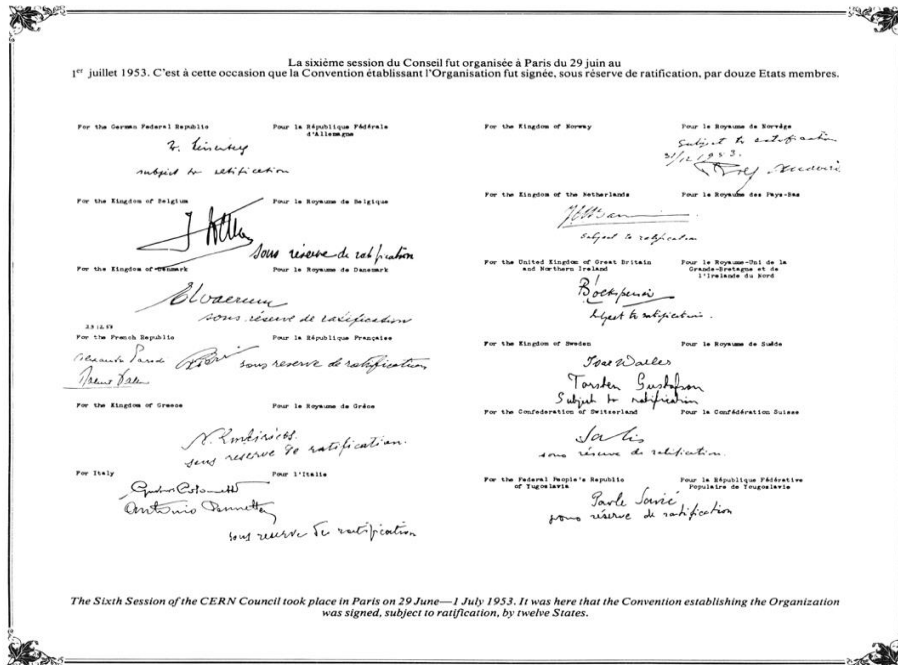 La sixième session du Conseil fut organisée à Paris du 29 juin au
1er juillet 1953. C'est à cette occasion que la Convention établissant l'Organisation fut signée, sous réserve de ratification, par douze Etats membres.
For the German Federal Republic
Pour la République Fédérale
d'Allemagne
subject to ratification
For the Kingdom of Belgium
Pour le Royaume de Belgique
sous réserve de ratification
For the Kingdom of Denmark
Pour le Royaume de Danemark
sous réserve de ratification
For the French Republic
Pour la République Française
sous reserve de ratification
For the Kingdom of Greece
Pour le Royaume de Grèce
sous reserve de ratification.
For Italy
Pour l'Italie
sous reserve de ratification
For the Kingdom of Norway
Pour le Royaume de Norvège
Subject to ratification
31/12 1953.
For the Kingdom of the Netherlands
Pour le Royaume des Pays-Bas
subject to ratification
For the United Kingdom of Great Britain
and Northern Ireland
Pour le Royaume-Uni de la
Grande-Bretagne et de
l'Irelande du Nord
subject to ratification.
For the Kingdom of Sweden
Pour le Royaume de Suède
Torsten Gustafson
Subject to ratification
For the Confederation of Switzerland
Pour la Confédération Suisse
sous réserve de ratification.
For the Federal People's Republic
of Yugoslavia
Pour la République Fédérative
Populaire de Yougoslavie
Pavle Savić
sous réserve de ratification
The Sixth Session of the CERN Council took place in Paris on 29 June—1 July 1953. It was here that the Convention establishing the Organization
was signed, subject to ratification, by twelve States.